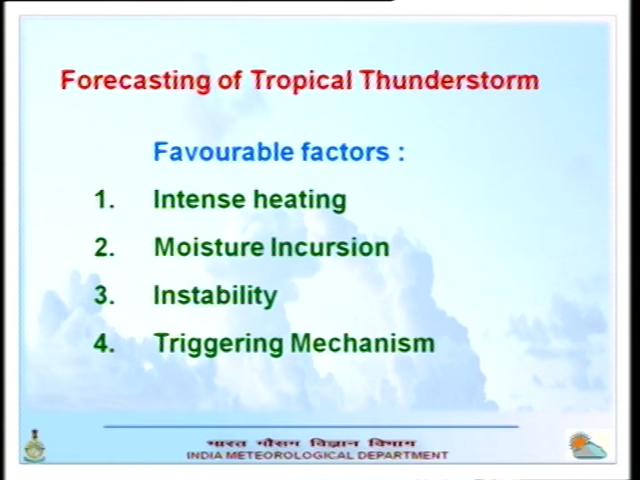 Forecasting of Tropical Thunderstorm
Favourable factors :
1. Intense heating
2. Moisture Incursion
3. Instability
4. Triggering Mechanism
भारत मौसम विज्ञान विभाग
INDIA METEOROLOGICAL DEPARTMENT